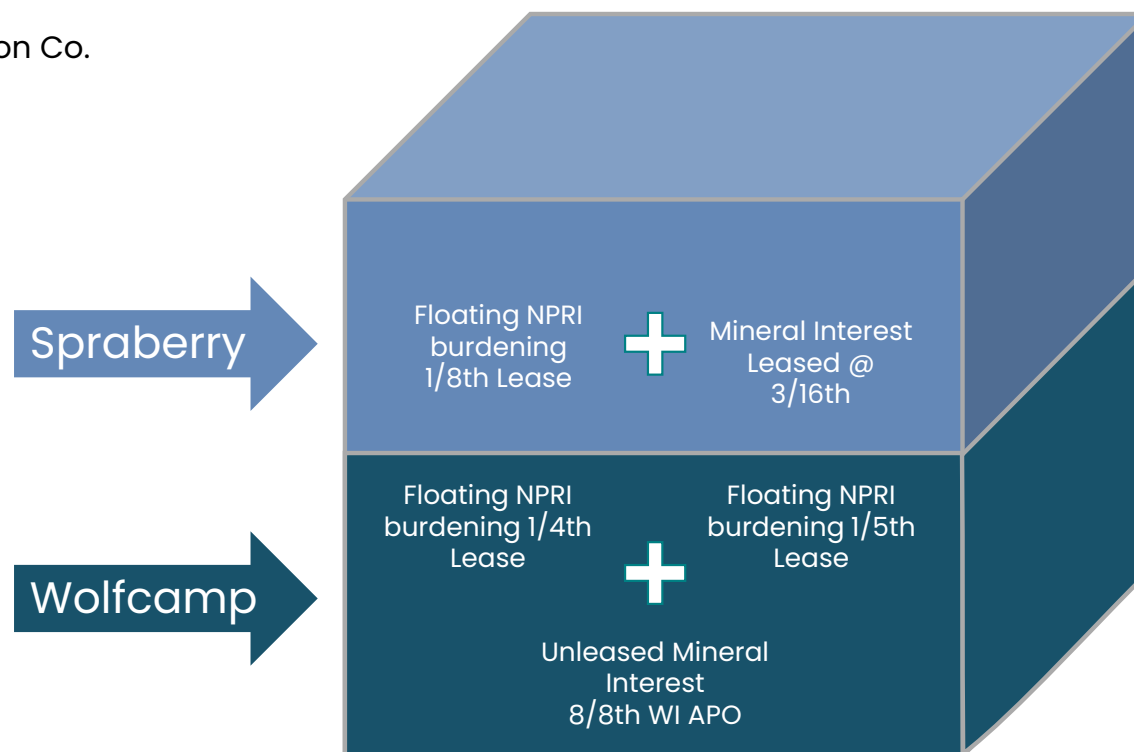 on Co.
Spraberry
Floating NPRI
burdening
1/8th Lease
Mineral Interest
Leased @
3/16th
Wolfcamp
Floating NPRI
burdening 1/4th
Lease
Floating NPRI
burdening 1/5th
Lease
Unleased Mineral
Interest
8/8th WI APO